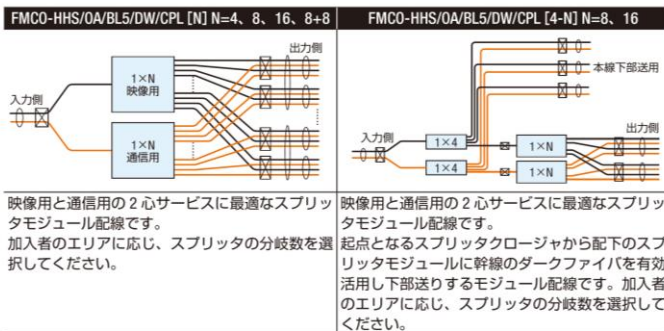 FMCO-HHS/OA/BL5/DW/CPL [N] N=4、8、16、8+8
出力側
1×N
映像用
入力側
1×N
通信用
映像用と通信用の2心サービスに最適なスプリッ
タモジュール配線です。
加入者のエリアに応じ、スプリッタの分岐数を選
択してください。
FMCO-HHS/OA/BL5/DW/CPL [4-N] N=8、16
本線下部送用
入力側
出力側
1×4
1×N
1×4
1×N
映像用と通信用の2心サービスに最適なスプリッ
タモジュール配線です。
起点となるスプリッタクロージャから配下のスプ
リッタモジュールに幹線のダークファイバを有効
活用し下部送りするモジュール配線です。加入者
のエリアに応じ、スプリッタの分岐数を選択して
ください。